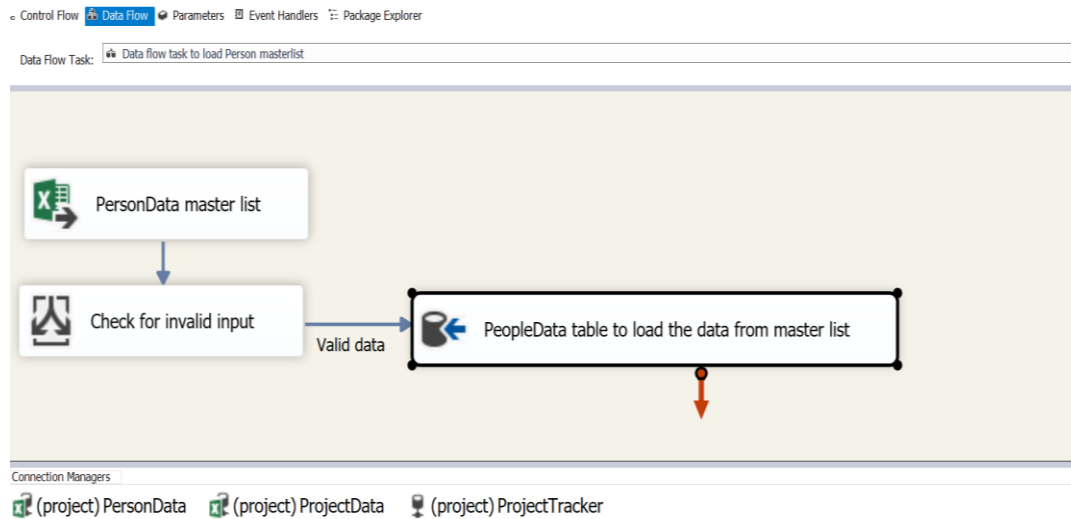 Control Flow Data Flow Parameters Event Handlers Package Explorer
Data Flow Task: Data flow task to load Person masterlist
PersonData master list
Check for invalid input
Valid data
PeopleData table to load the data from master list
Connection Managers
(project) PersonData (project) ProjectData (project) ProjectTracker